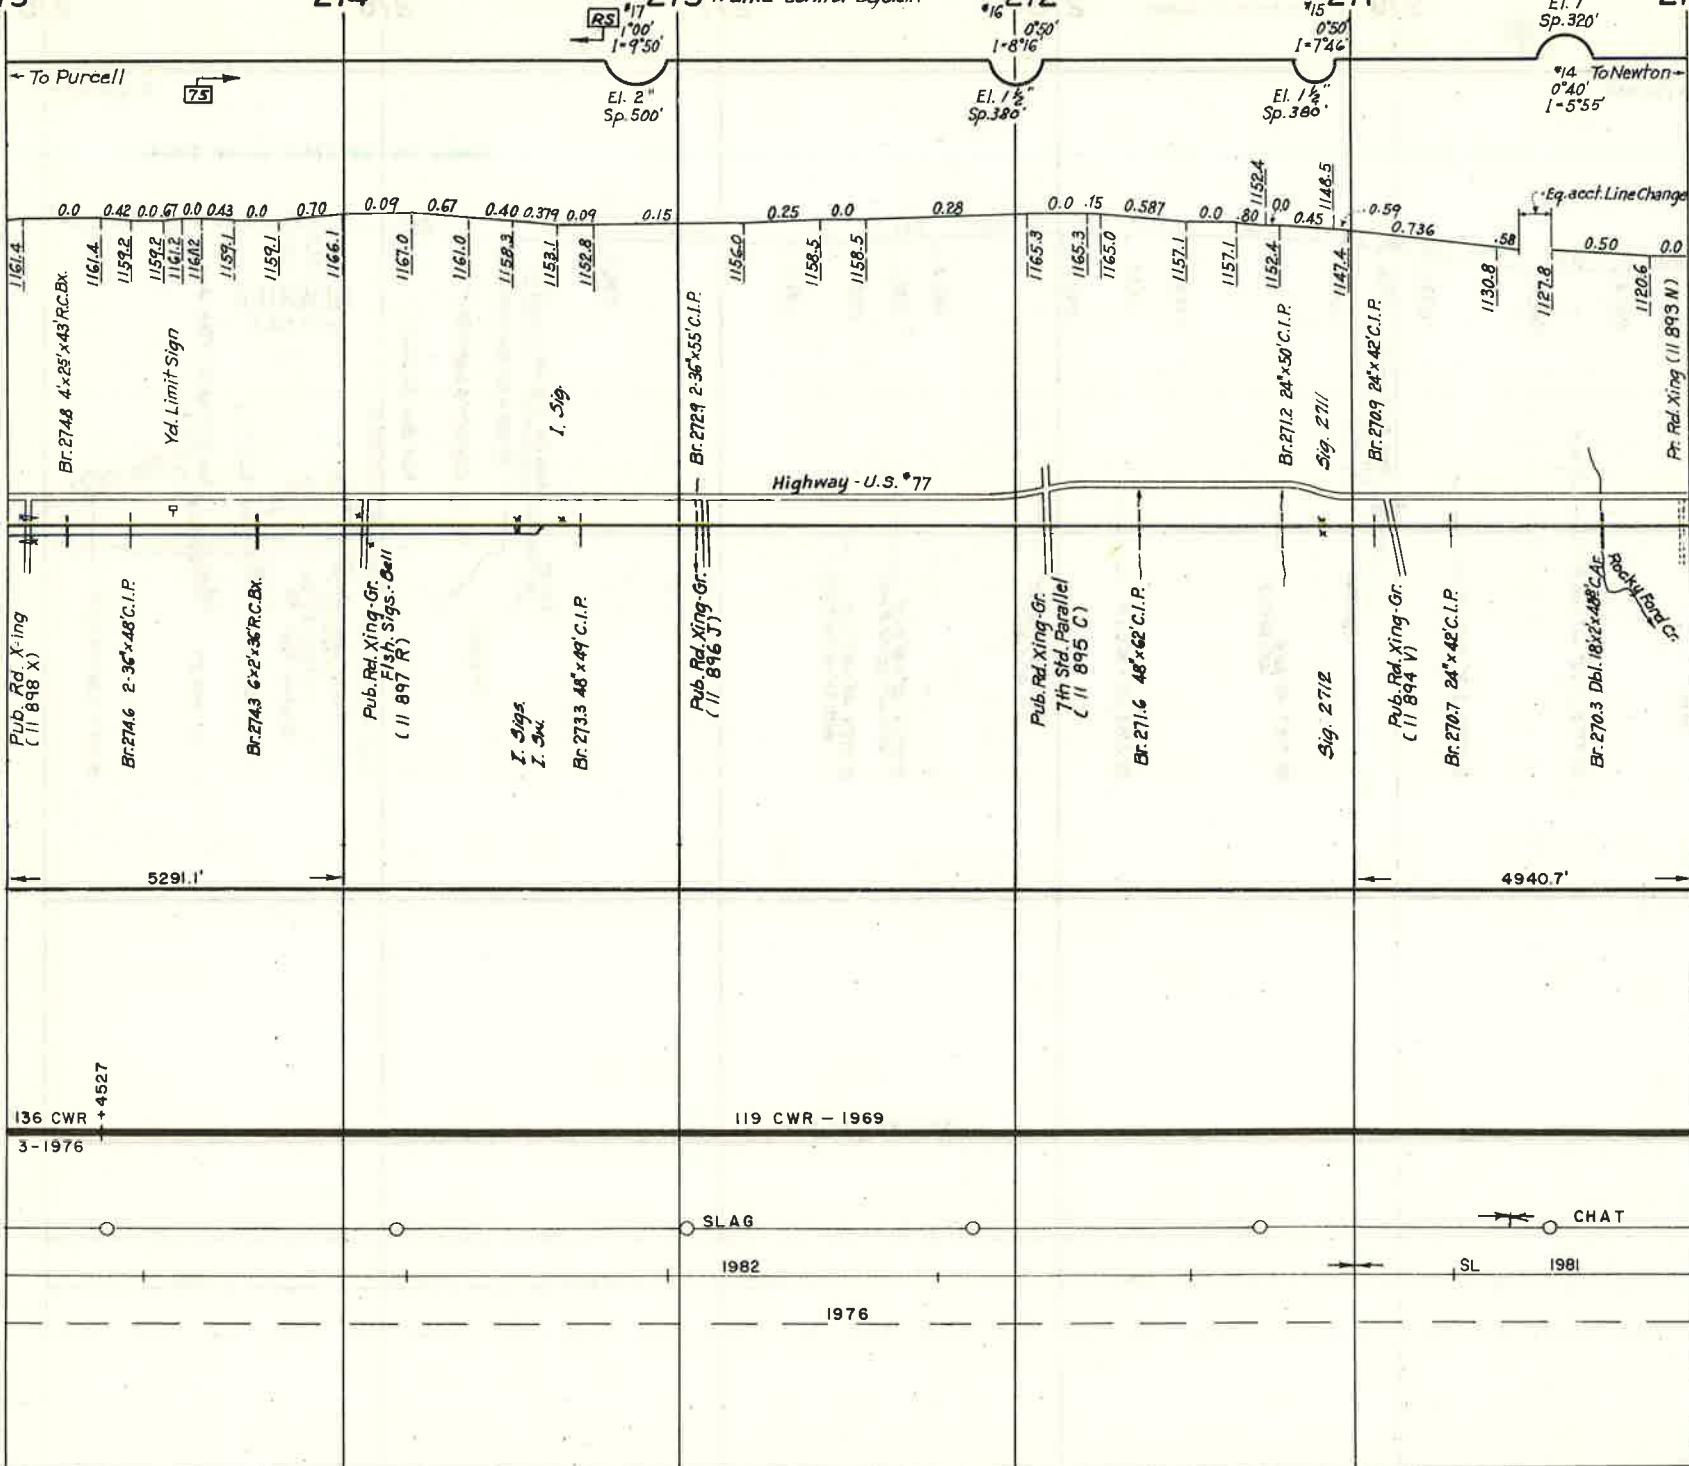 274
#17
1°00'
I=9°50'
RS
El. 2"
Sp. 500'
#16
0°50'
I=8°16'
El. 1½"
Sp. 380'
#15
0°50'
I=7°46'
El. 1½"
Sp. 380'
Sp. 320'
#14
0°40'
I=5°55'
To Newton
To Purcell
75
0.0 0.42 0.0 .67 0.0 0.43 0.0 0.70 0.09 0.67 0.40 0.379 0.09 0.15 0.25 0.0 0.28 0.0 .15 0.587 0.0 .80 0.0 0.45 .59 0.736 .58 0.50 0.0
Eq. acct. Line Change
1152.4
1148.5
1161.4
1161.4
1159.2
1159.2
1161.2
1161.2
1159.1
1159.1
1166.1
1167.0
1161.0
1158.3
1153.1
1152.8
1156.0
1158.5
1158.5
1165.3
1165.3
1165.0
1157.1
1157.1
1152.4
1147.4
1130.8
1127.8
1120.6
Br. 274.8 4'x2½'x43' R.C.Bx.
Yd. Limit Sign
I. Sig.
Br. 272.9 2-36"x55' C.I.P.
Br. 271.2 24"x50' C.I.P.
Sig. 2711
Br. 270.9 24"x42' C.I.P.
Pr. Rd. Xing (11 893 N)
Highway - U.S. #77
Pub. Rd. X-ing
(11 898 X)
Br. 274.6 2-36"x48' C.I.P.
Br. 274.3 6'x2'x36' R.C.Bx.
Pub. Rd. Xing-Gr.
Flsh. Sigs.-Bell
(11 897 R)
I. Sigs.
I. Sw.
Br. 273.3 48"x49' C.I.P.
Pub. Rd. Xing-Gr.
(11 896 J)
Pub. Rd. Xing-Gr.
7th Std. Parallel
(11 895 C)
Br. 271.6 48"x62' C.I.P.
Sig. 2712
Pub. Rd. Xing-Gr.
(11 894 V)
Br. 270.7 24"x42' C.I.P.
Rocky Ford Cr.
5291.1'
4940.7'
+4527
136 CWR
119 CWR – 1969
3-1976
SLAG
CHAT
1982
SL 1981
1976